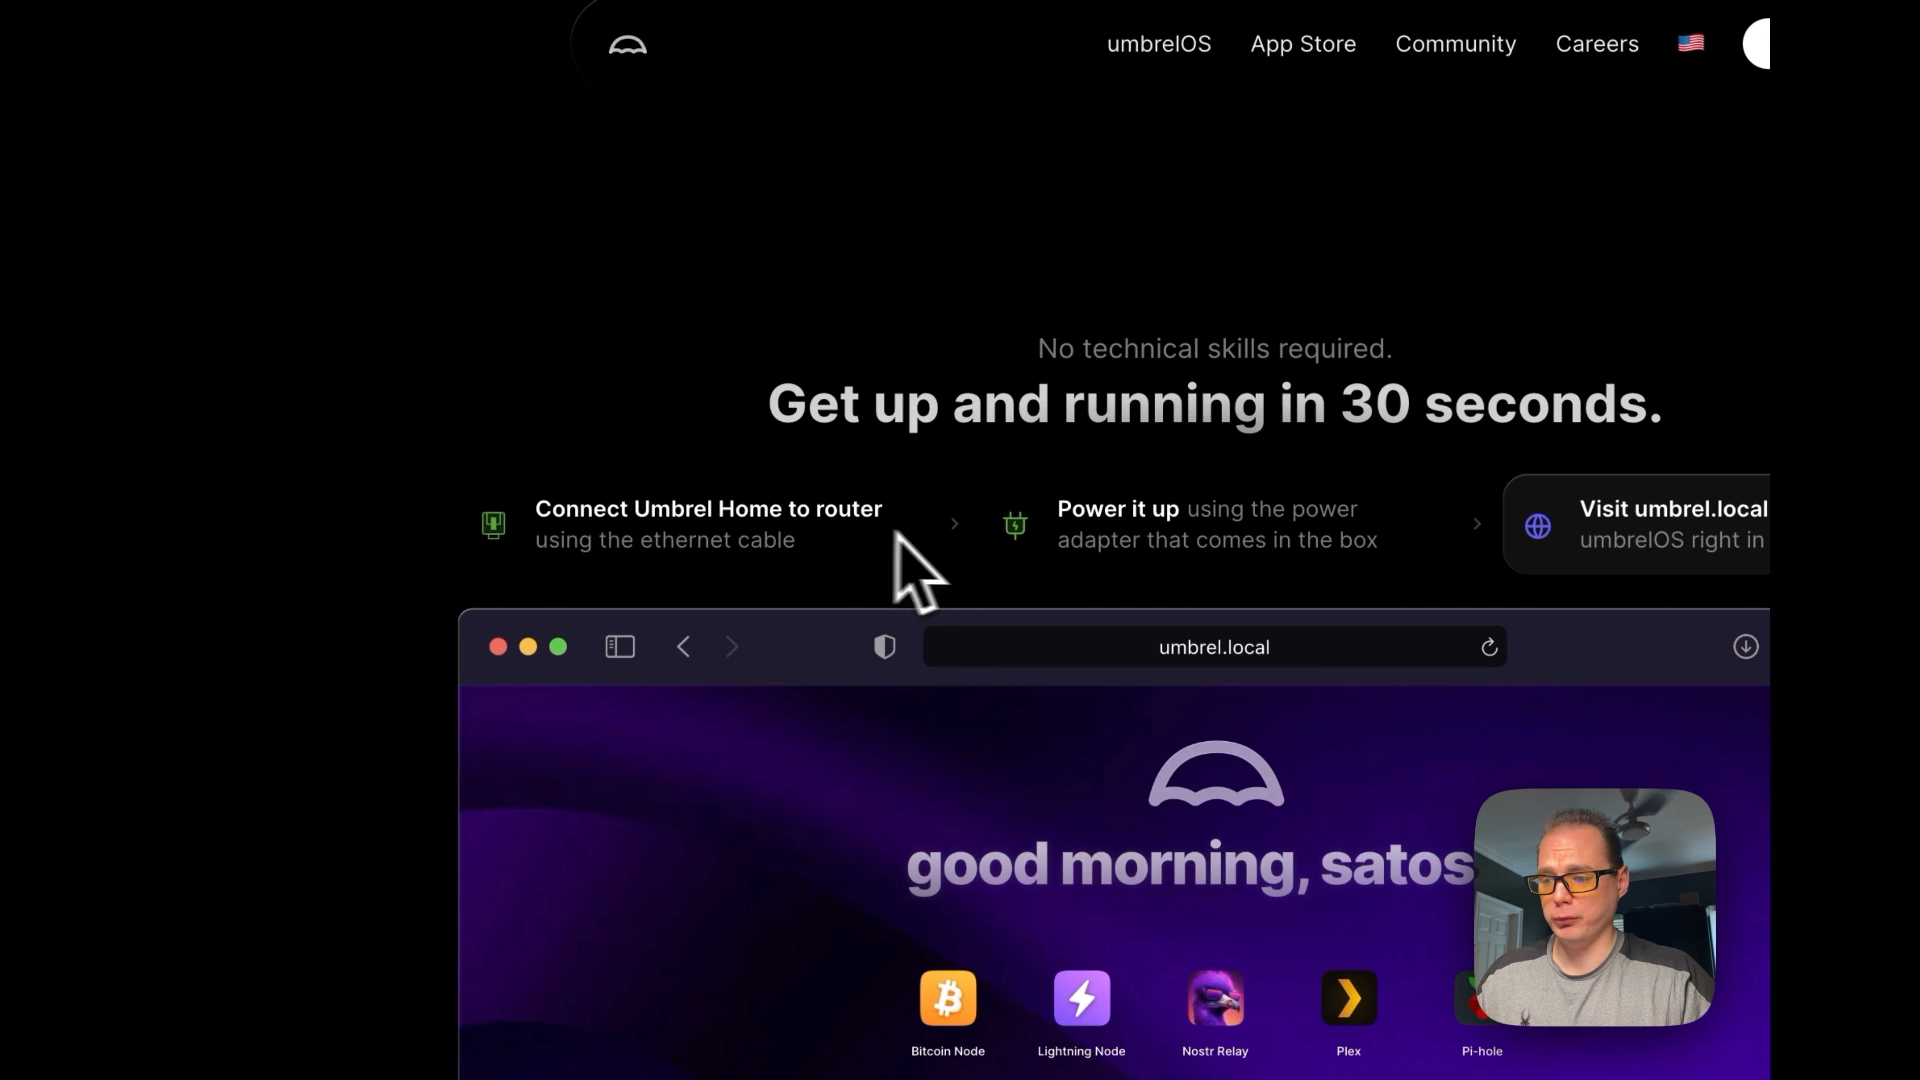 umbrelOS App Store Community Careers
No technical skills required.
Get up and running in 30 seconds.
Connect Umbrel Home to router
using the ethernet cable
Power it up using the power
adapter that comes in the box
Visit umbrel.local
umbrelOS right in
umbrel.local
good morning, satos
Bitcoin Node
Lightning Node
Nostr Relay
Plex
Pi-hole